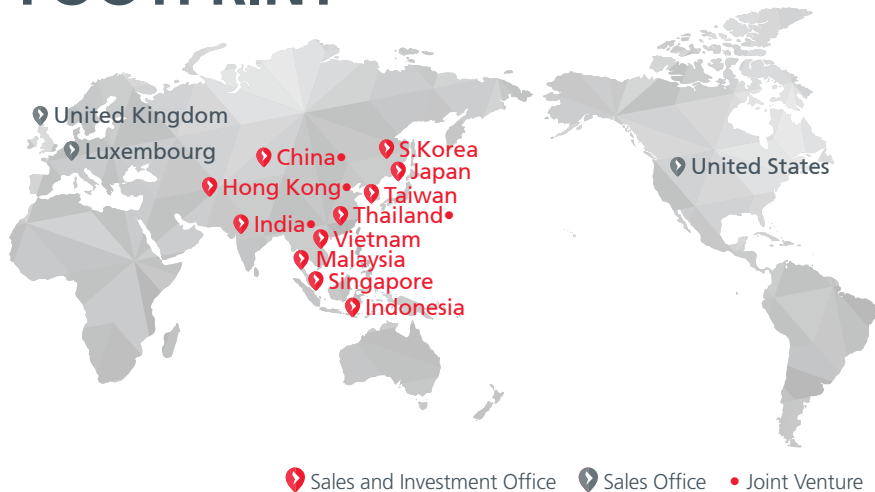 FOOTPRINT
United Kingdom
Luxembourg
China•
S.Korea
Japan
Hong Kong•
Taiwan
Thailand•
India•
Vietnam
Malaysia
Singapore
Indonesia
United States
Sales and Investment Office
Sales Office
• Joint Venture